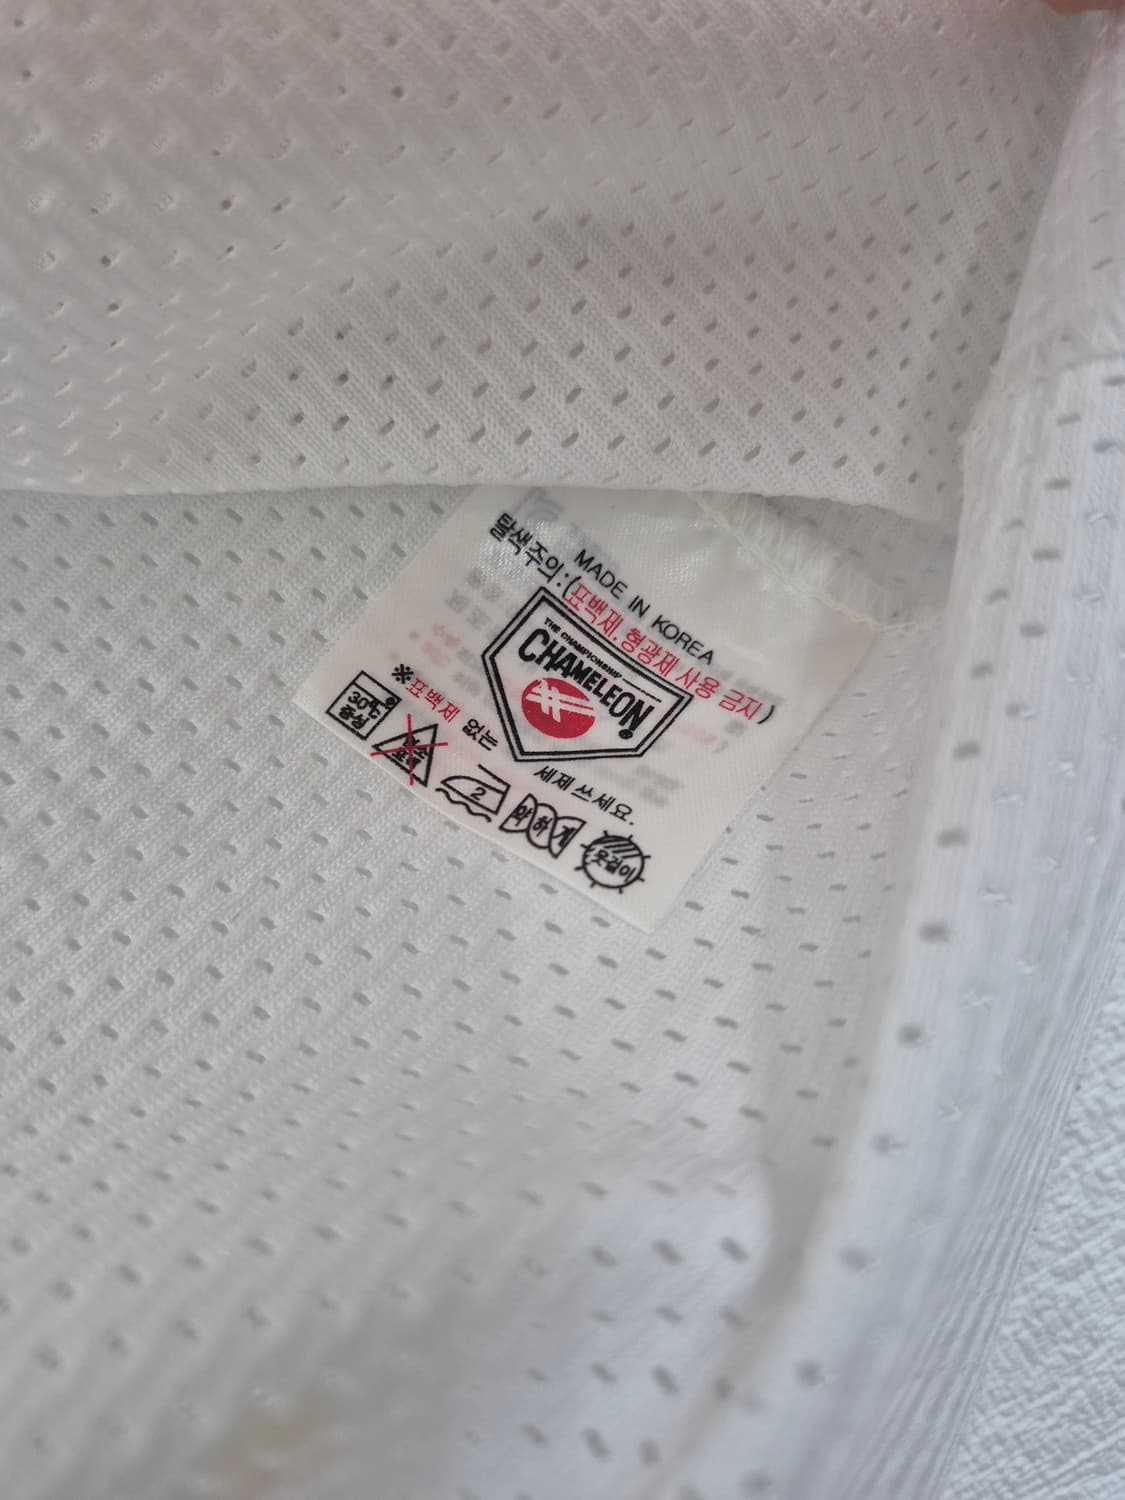 MADE IN KOREA
탈색주의:(표백제,형광제 사용 금지)
THE CHAMPIONSHIP
CHAMELEON
®
※표백제 없는 세제 쓰세요.
30℃
중성
2
약하게
옷걸이